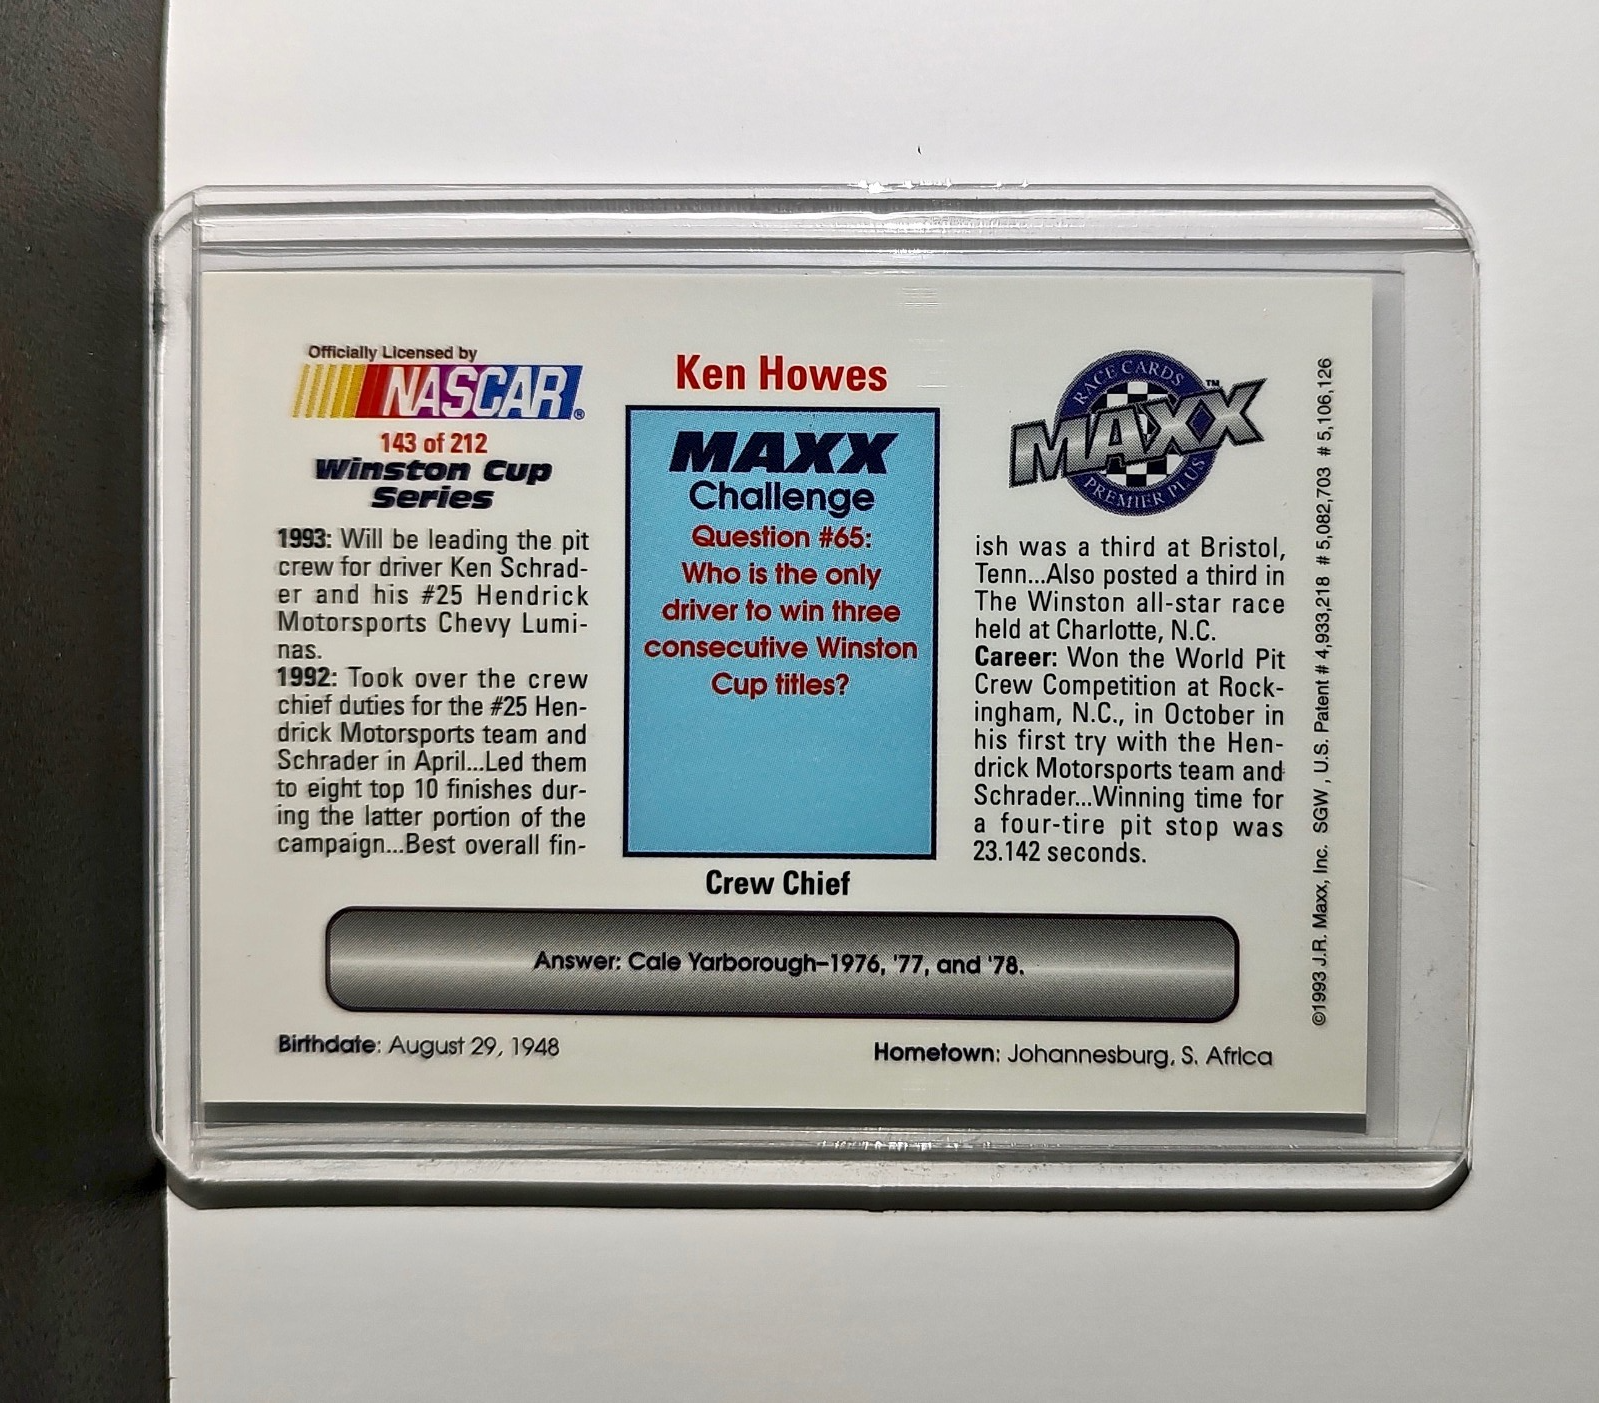 Officially Licensed by
NASCAR®
143 of 212
Winston Cup
Series
1993: Will be leading the pit
crew for driver Ken Schrad-
er and his #25 Hendrick
Motorsports Chevy Lumi-
nas.
1992: Took over the crew
chief duties for the #25 Hen-
drick Motorsports team and
Schrader in April...Led them
to eight top 10 finishes dur-
ing the latter portion of the
campaign...Best overall fin-
Ken Howes
MAXX
Challenge
Question #65:
Who is the only
driver to win three
consecutive Winston
Cup titles?
Crew Chief
RACE CARDS
MAXX™
PREMIER PLUS
ish was a third at Bristol,
Tenn...Also posted a third in
The Winston all-star race
held at Charlotte, N.C.
Career: Won the World Pit
Crew Competition at Rock-
ingham, N.C., in October in
his first try with the Hen-
drick Motorsports team and
Schrader...Winning time for
a four-tire pit stop was
23.142 seconds.
Answer: Cale Yarborough–1976, '77, and '78.
Birthdate: August 29, 1948
Hometown: Johannesburg, S. Africa
©1993 J.R. Maxx, Inc. SGW, U.S. Patent # 4,933,218 # 5,082,703 # 5,106,126